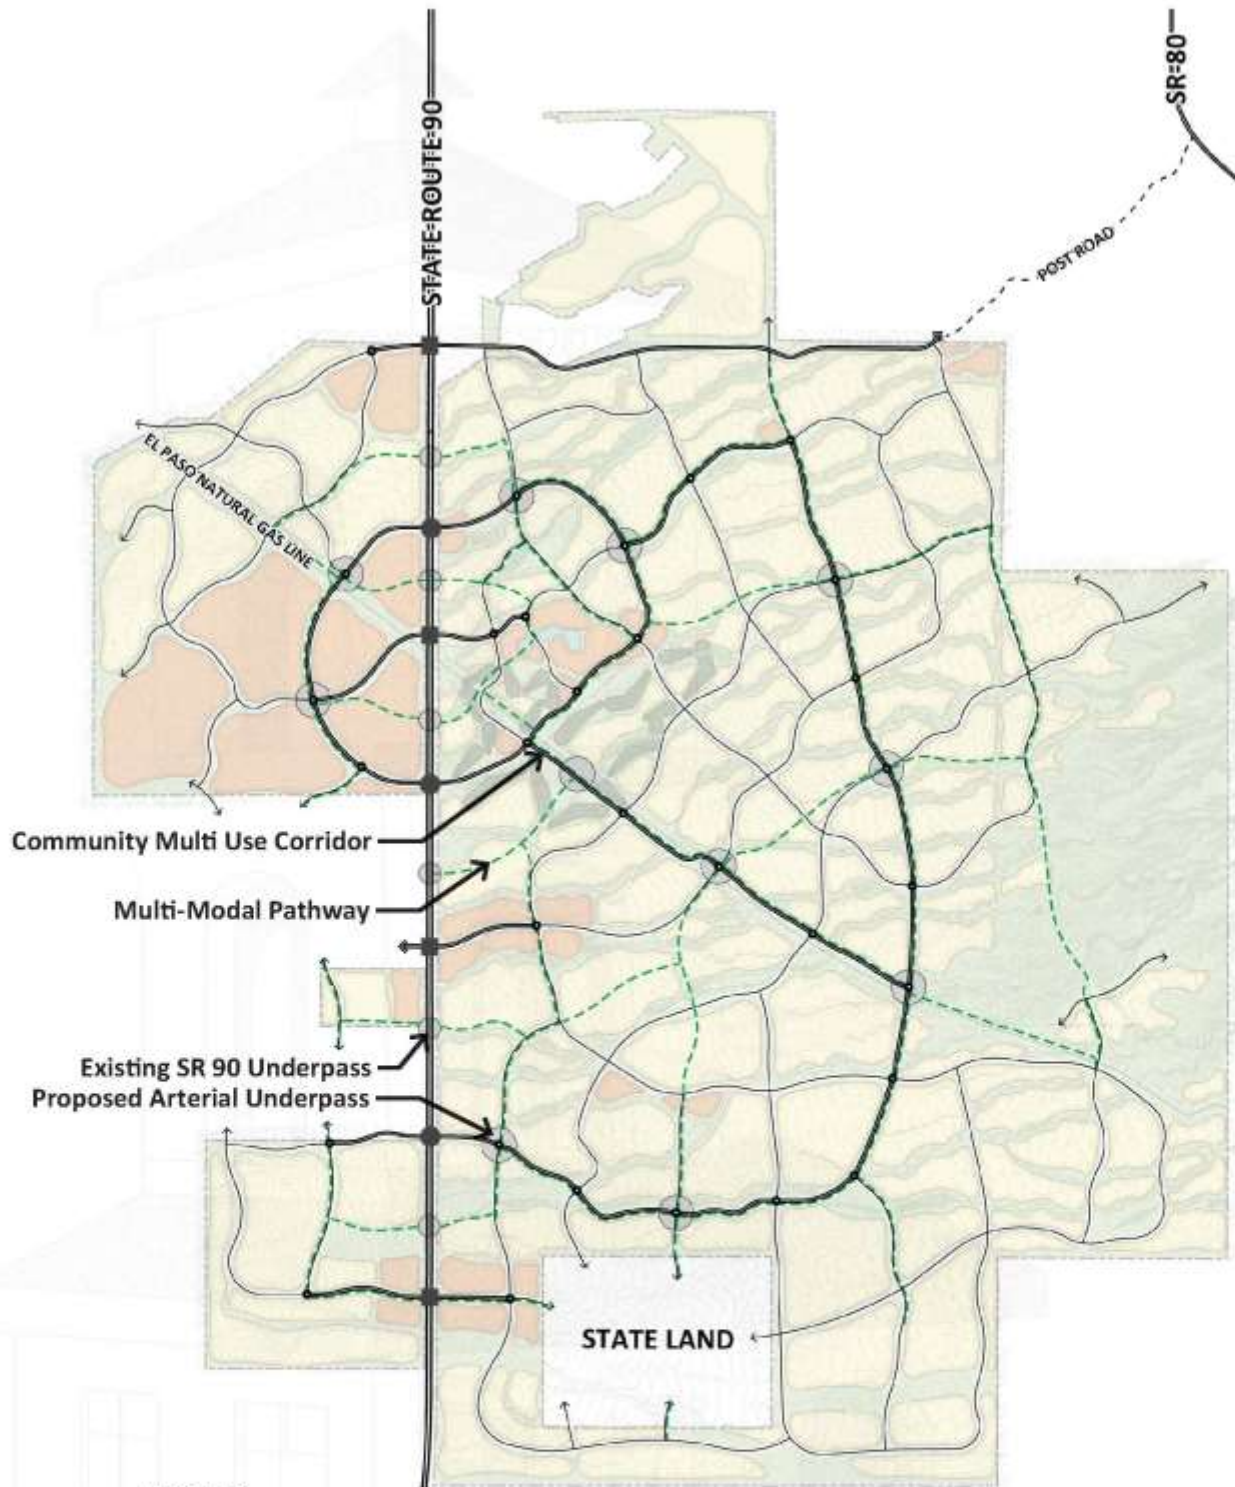 SR-80
STATE ROUTE 90
POST ROAD
EL PASO NATURAL GAS LINE
Community Multi Use Corridor
Multi-Modal Pathway
Existing SR 90 Underpass
Proposed Arterial Underpass
STATE LAND